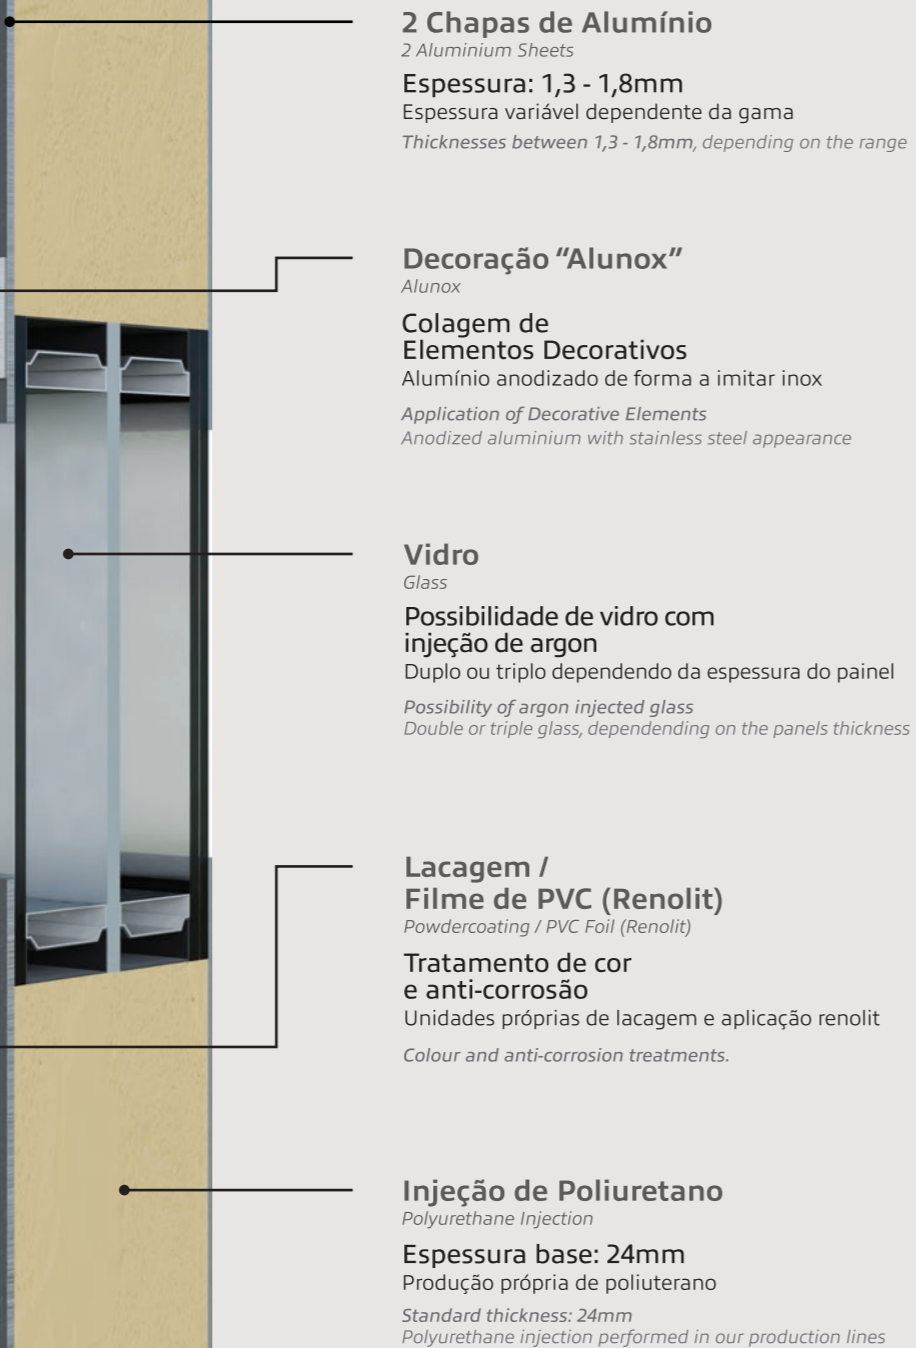 2 Chapas de Alumínio
2 Aluminium Sheets
Espessura: 1,3 - 1,8mm
Espessura variável dependente da gama
Thicknesses between 1,3 - 1,8mm, depending on the range
Decoração "Alunox"
Alunox
Colagem de
Elementos Decorativos
Alumínio anodizado de forma a imitar inox
Application of Decorative Elements
Anodized aluminium with stainless steel appearance
Vidro
Glass
Possibilidade de vidro com
injeção de argon
Duplo ou triplo dependendo da espessura do painel
Possibility of argon injected glass
Double or triple glass, dependending on the panels thickness
Lacagem /
Filme de PVC (Renolit)
Powdercoating / PVC Foil (Renolit)
Tratamento de cor
e anti-corrosão
Unidades próprias de lacagem e aplicação renolit
Colour and anti-corrosion treatments.
Injeção de Poliuretano
Polyurethane Injection
Espessura base: 24mm
Produção própria de poliuterano
Standard thickness: 24mm
Polyurethane injection performed in our production lines